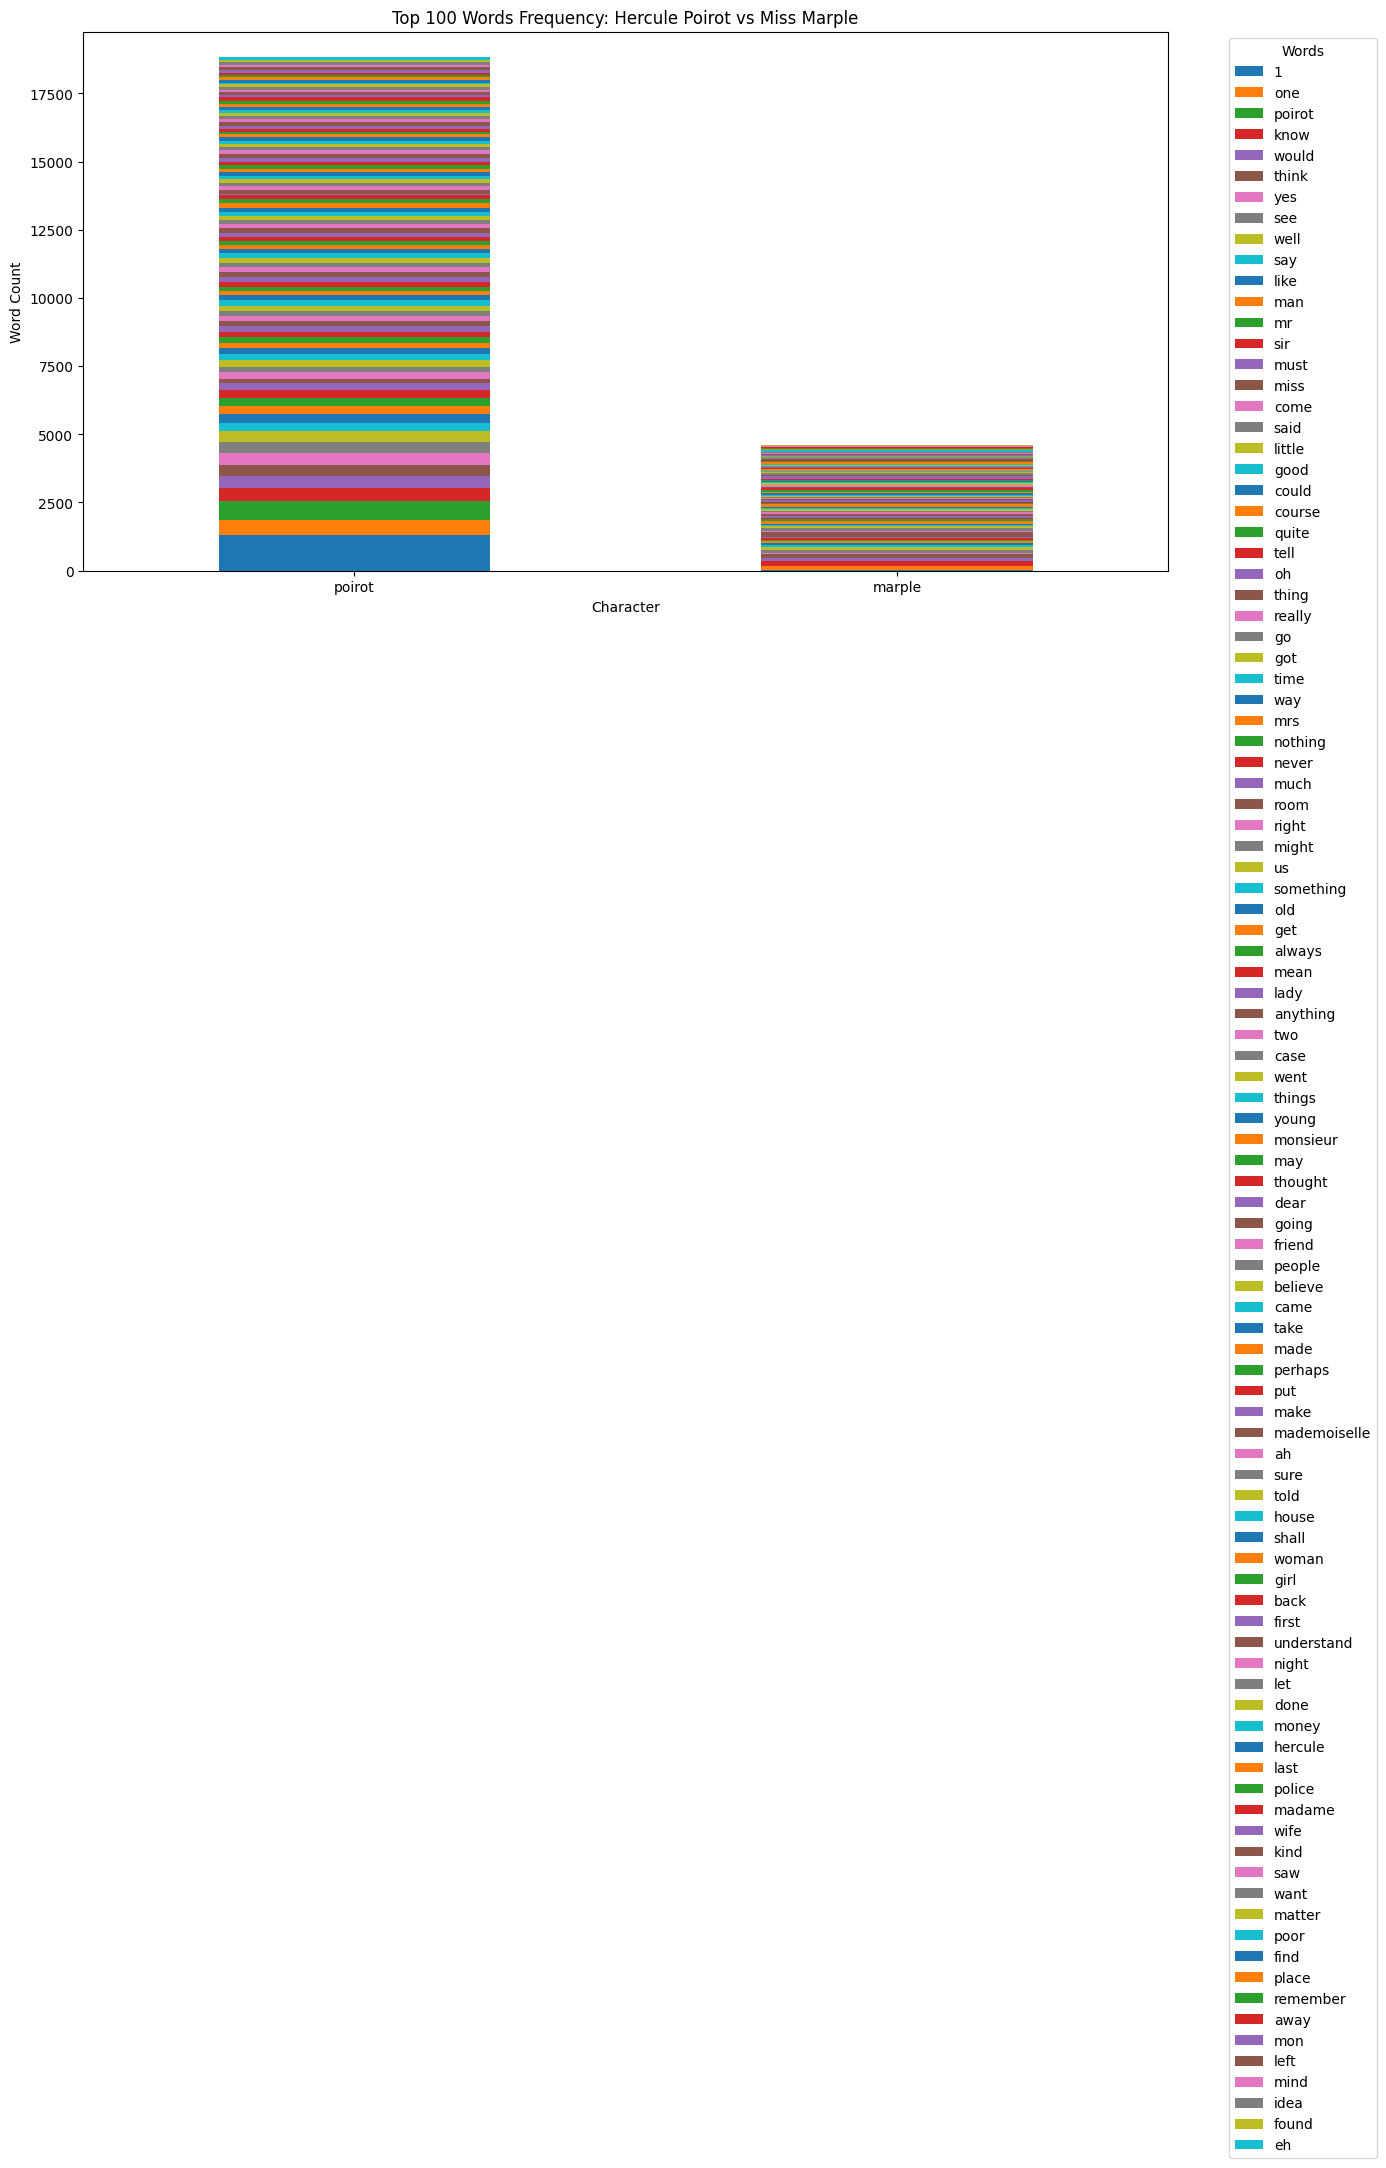 Top 100 Words Frequency: Hercule Poirot vs Miss Marple
Words
1
one
poirot
know
would
think
yes
see
well
say
like
man
mr
sir
must
miss
come
said
little
good
could
course
quite
tell
oh
thing
really
go
got
time
way
mrs
nothing
never
much
room
right
might
us
something
old
get
always
mean
lady
anything
two
case
went
things
young
monsieur
may
thought
dear
going
friend
people
believe
came
take
made
perhaps
put
make
mademoiselle
ah
sure
told
house
shall
woman
girl
back
first
understand
night
let
done
money
hercule
last
police
madame
wife
kind
saw
want
matter
poor
find
place
remember
away
mon
left
mind
idea
found
eh
Word Count
17500
15000
12500
10000
7500
5000
2500
0
poirot
marple
Character